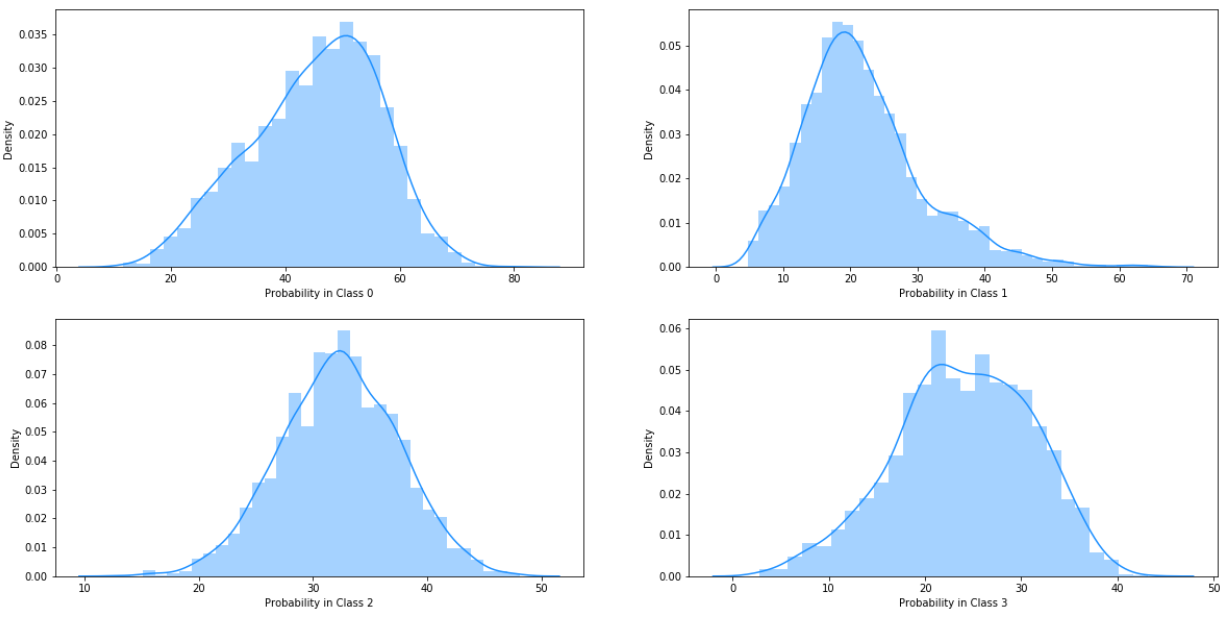 0.035
0.030
0.025
0.020
0.015
0.010
0.005
0.000
Density
0 20 40 60 80
Probability in Class 0
0.05
0.04
0.03
0.02
0.01
0.00
Density
0 10 20 30 40 50 60 70
Probability in Class 1
0.08
0.07
0.06
0.05
0.04
0.03
0.02
0.01
0.00
Density
10 20 30 40 50
Probability in Class 2
0.06
0.05
0.04
0.03
0.02
0.01
0.00
Density
0 10 20 30 40 50
Probability in Class 3